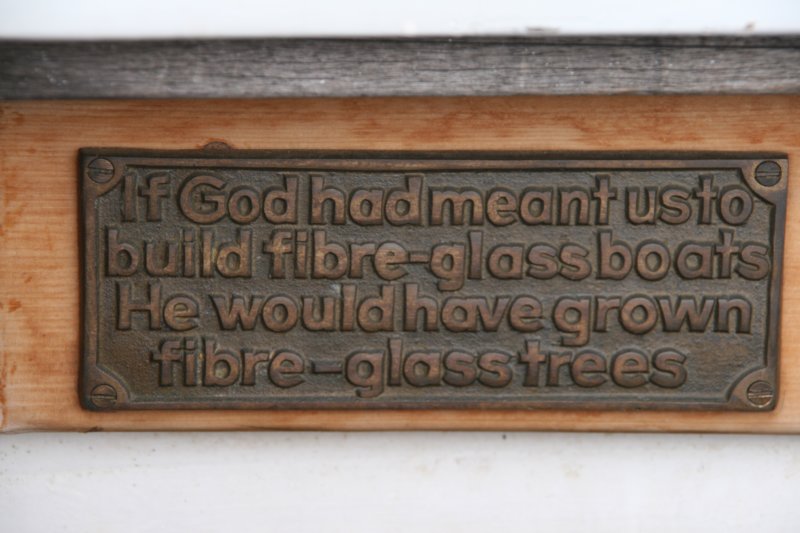 If God had meant us to
build fibre-glass boats
He would have grown
fibre-glass trees